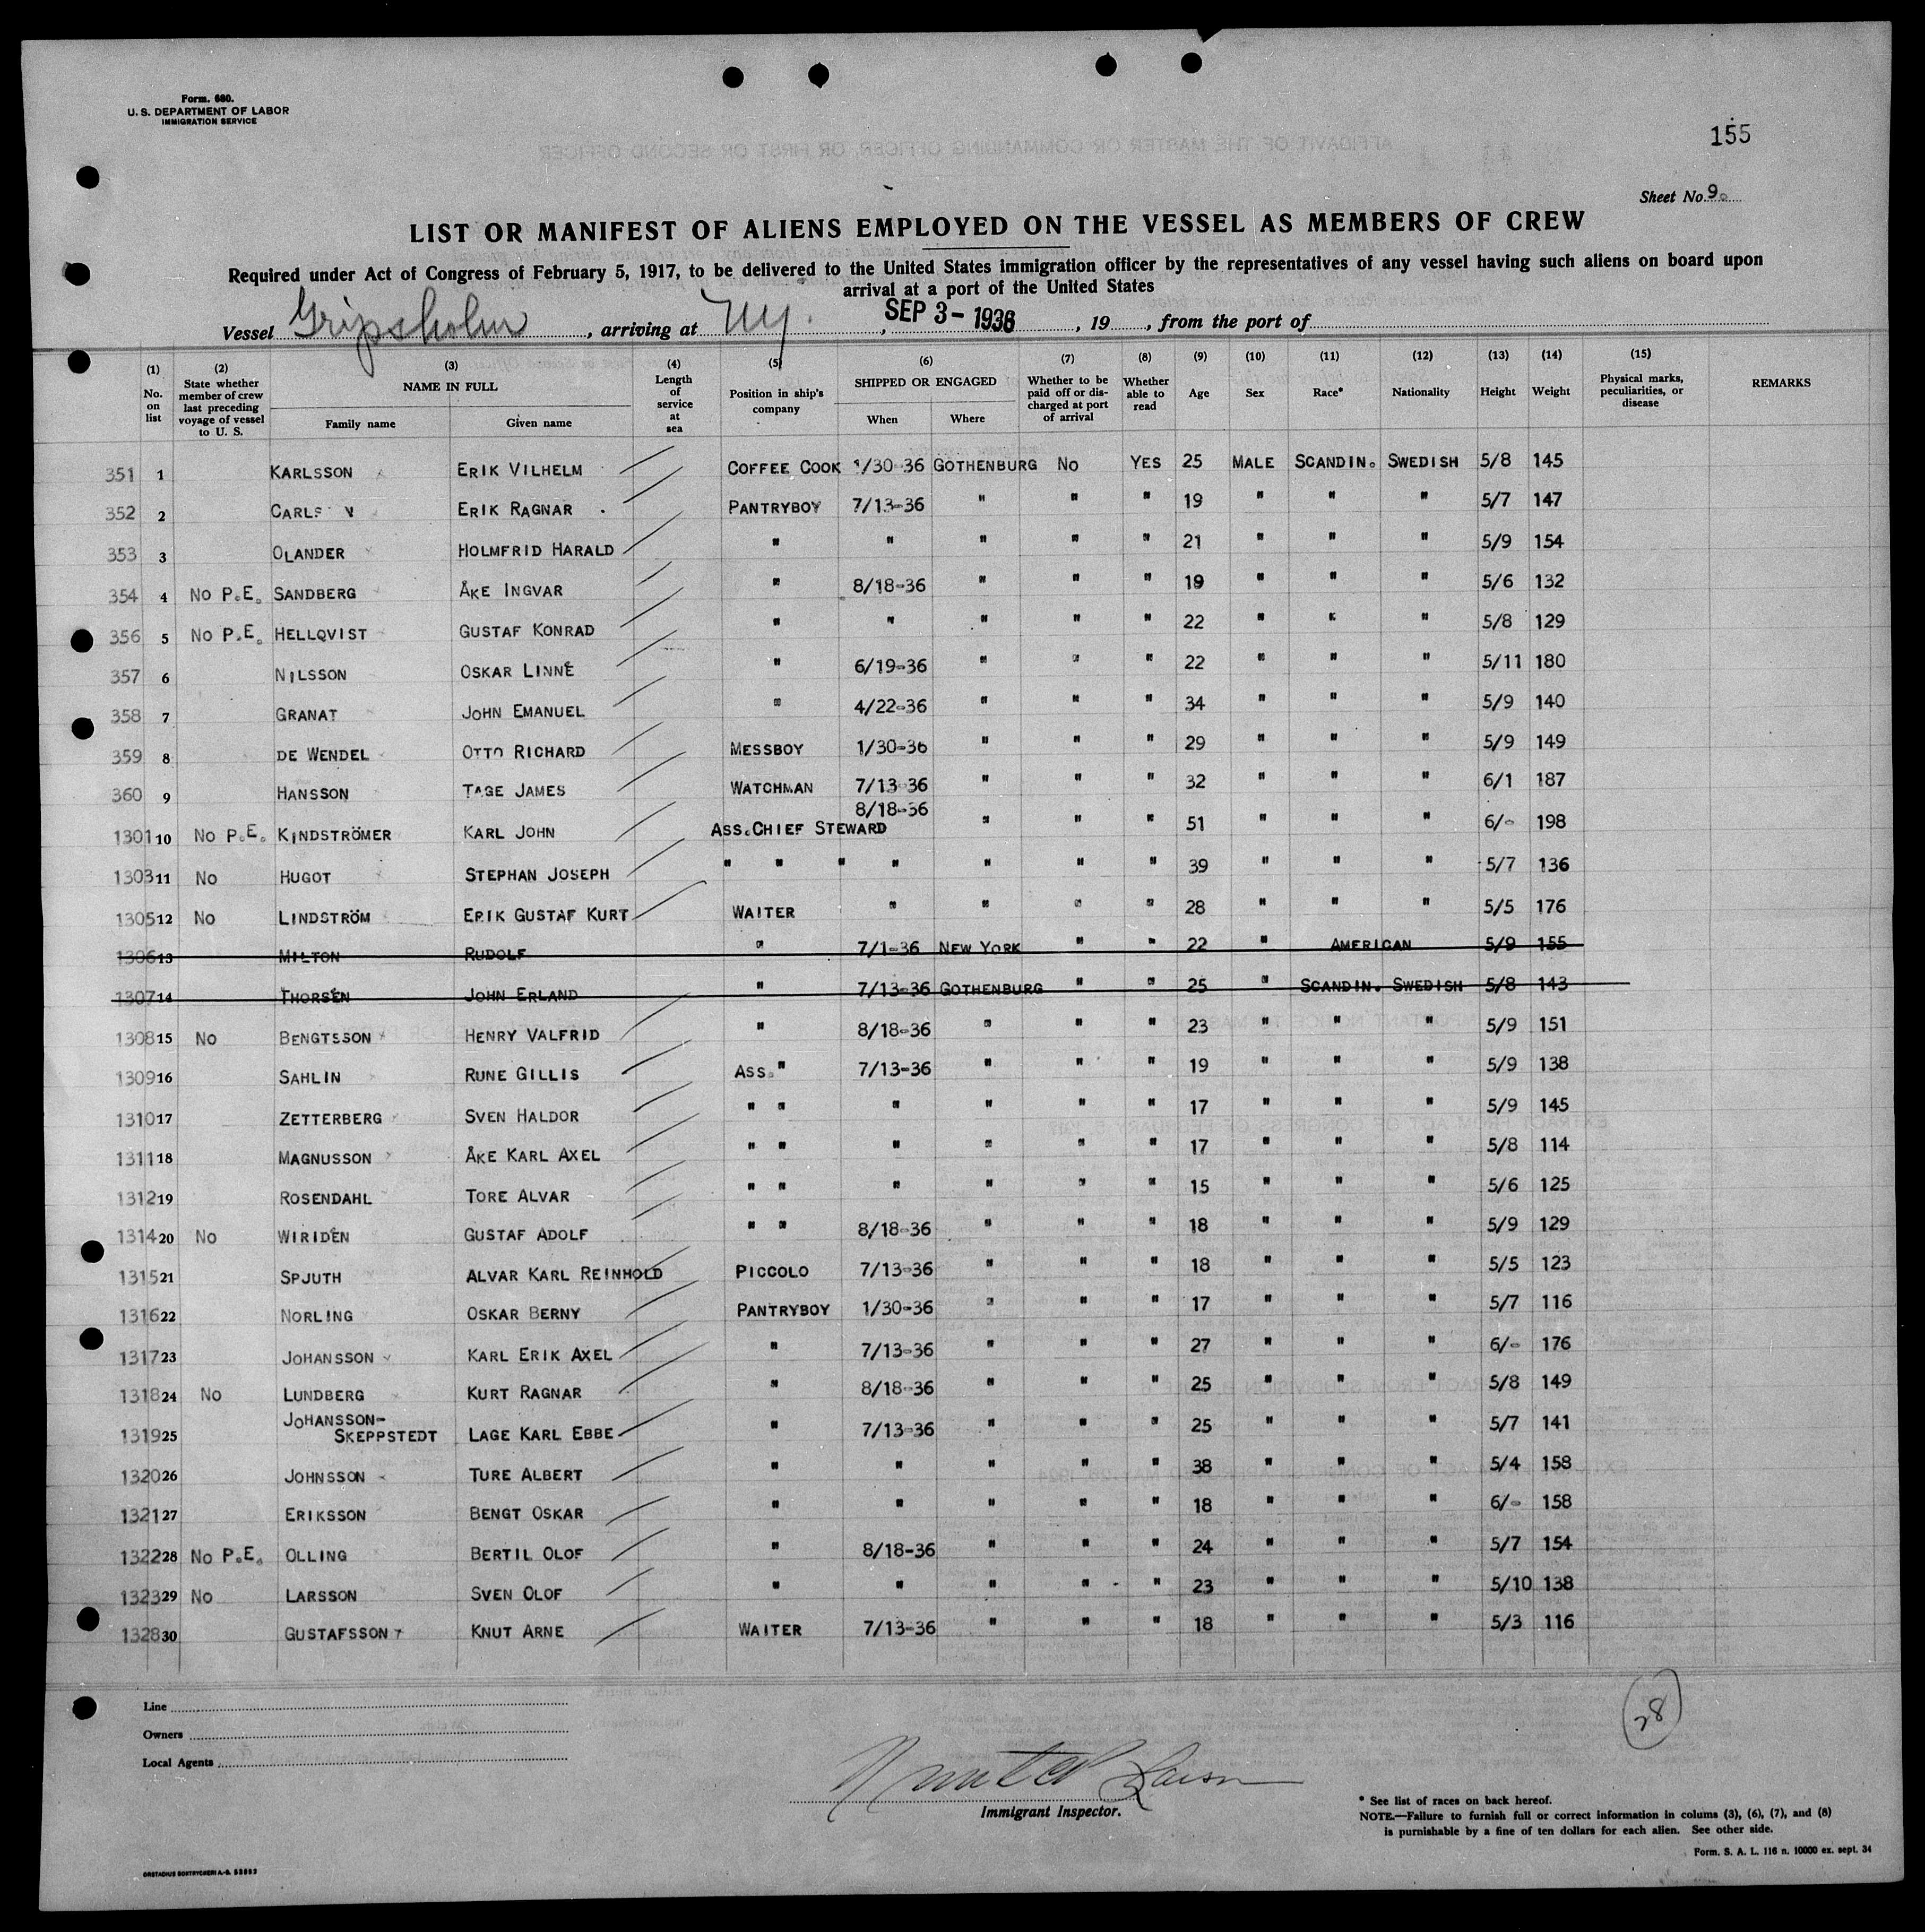 Form. 680.
U. S. DEPARTMENT OF LABOR
IMMIGRATION SERVICE
155
Sheet No. 9.
LIST OR MANIFEST OF ALIENS EMPLOYED ON THE VESSEL AS MEMBERS OF CREW
Required under Act of Congress of February 5, 1917, to be delivered to the United States immigration officer by the representatives of any vessel having such aliens on board upon
arrival at a port of the United States
Vessel Gripsholm, arriving at NY., SEP 3-1936, 19, from the port of
(1) No. on list (2) State whether member of crew last preceding voyage of vessel to U. S. (3) NAME IN FULL Family name Given name (4) Length of service at sea (5) Position in ship's company (6) SHIPPED OR ENGAGED When Where (7) Whether to be paid off or discharged at port of arrival (8) Whether able to read (9) Age (10) Sex (11) Race* (12) Nationality (13) Height (14) Weight (15) Physical marks, peculiarities, or disease REMARKS
351 1 KARLSSON ERIK VILHELM COFFEE COOK 1/30-36 GOTHENBURG No YES 25 MALE SCANDIN. SWEDISH 5/8 145
352 2 ERIK RAGNAR PANTRYBOY 7/13-36 " " " 19 " " " 5/7 147
353 3 OLANDER HOLMFRID HARALD " " " " " 21 " " " 5/9 154
354 4 No P.E. SANDBERG ÅKE INGVAR " 8/18-36 " " " 19 " " " 5/6 132
356 5 No P.E. HELLQVIST GUSTAF KONRAD " " " " " 22 " " " 5/8 129
357 6 NILSSON OSKAR LINNÉ " 6/19-36 " " " 22 " " " 5/11 180
358 7 GRANAT JOHN EMANUEL " 4/22-36 " " " 34 " " " 5/9 140
359 8 DE WENDEL OTTO RICHARD MESSBOY 1/30-36 " " " 29 " " " 5/9 149
360 9 HANSSON TAGE JAMES WATCHMAN 7/13-36 " " " 32 " " " 6/1 187
1301 10 No P.E. KINDSTRÖMER KARL JOHN ASS.CHIEF STEWARD 8/18-36 " " " 51 " " " 6/- 198
1303 11 No HUGOT STEPHAN JOSEPH " " " " " " " 39 " " " 5/7 136
1305 12 No LINDSTRÖM ERIK GUSTAF KURT WAITER " " " " 28 " " " 5/5 176
1306 13 MILTON RUDOLF " 7/1-36 NEW YORK " " 22 " AMERICAN 5/9 155
1307 14 THORSÉN JOHN ERLAND " 7/13-36 GOTHENBURG " " 25 " SCANDIN. SWEDISH 5/8 143
1308 15 No BENGTSSON HENRY VALFRID " 8/18-36 " " " 23 " " " 5/9 151
1309 16 SAHLIN RUNE GILLIS ASS. " 7/13-36 " " " 19 " " " 5/9 138
1310 17 ZETTERBERG SVEN HALDOR " " " " " " 17 " " " 5/9 145
1311 18 MAGNUSSON ÅKE KARL AXEL " " " " " " 17 " " " 5/8 114
1312 19 ROSENDAHL TORE ALVAR " " " " " " 15 " " " 5/6 125
1314 20 No WIRIDÉN GUSTAF ADOLF " " 8/18-36 " " " 18 " " " 5/9 129
1315 21 SPJUTH ALVAR KARL REINHOLD PICCOLO 7/13-36 " " " 18 " " " 5/5 123
1316 22 NORLING OSKAR BERNY PANTRYBOY 1/30-36 " " " 17 " " " 5/7 116
1317 23 JOHANSSON KARL ERIK AXEL " 7/13-36 " " " 27 " " " 6/- 176
1318 24 No LUNDBERG KURT RAGNAR " 8/18-36 " " " 25 " " " 5/8 149
1319 25 JOHANSSON-SKEPPSTEDT LAGE KARL EBBE " 7/13-36 " " " 25 " " " 5/7 141
1320 26 JOHNSSON TURE ALBERT " " " " " 38 " " " 5/4 158
1321 27 ERIKSSON BENGT OSKAR " " " " " 18 " " " 6/- 158
1322 28 No P.E. OLLING BERTIL OLOF " 8/18-36 " " " 24 " " " 5/7 154
1323 29 No LARSSON SVEN OLOF " " " " " 23 " " " 5/10 138
1328 30 GUSTAFSSON KNUT ARNE WAITER 7/13-36 " " " 18 " " " 5/3 116
Line
Owners
Local Agents
28
Immigrant Inspector.
* See list of races on back hereof.
NOTE.—Failure to furnish full or correct information in colums (3), (6), (7), and (8)
is punishable by a fine of ten dollars for each alien. See other side.
Form. S. A. L. 116 n. 10000 ex. sept. 34